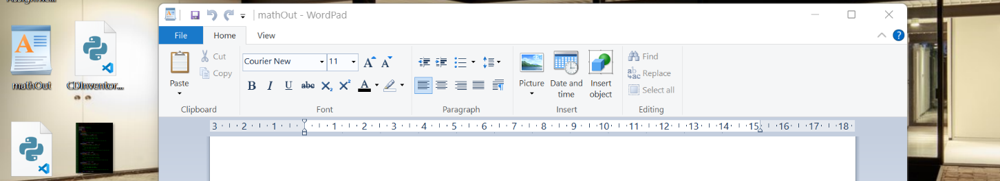 mathOut - WordPad
File Home View
Paste
Cut
Copy
Clipboard
Courier New 11
B I U abc X₂ X² A
Font
Paragraph
Picture
Date and time
Insert object
Insert
Find
Replace
Select all
Editing
3 2 1 1 2 3 4 5 6 7 8 9 10 11 12 13 14 15 16 17 18
mathOut
CDInventor...